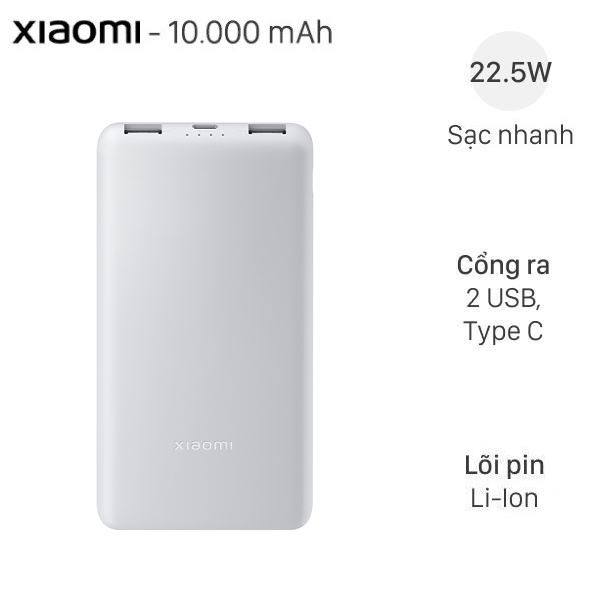 xiaomi - 10.000 mAh
22.5W
Sạc nhanh
Cổng ra
2 USB,
Type C
xiaomi
Lõi pin
Li-Ion